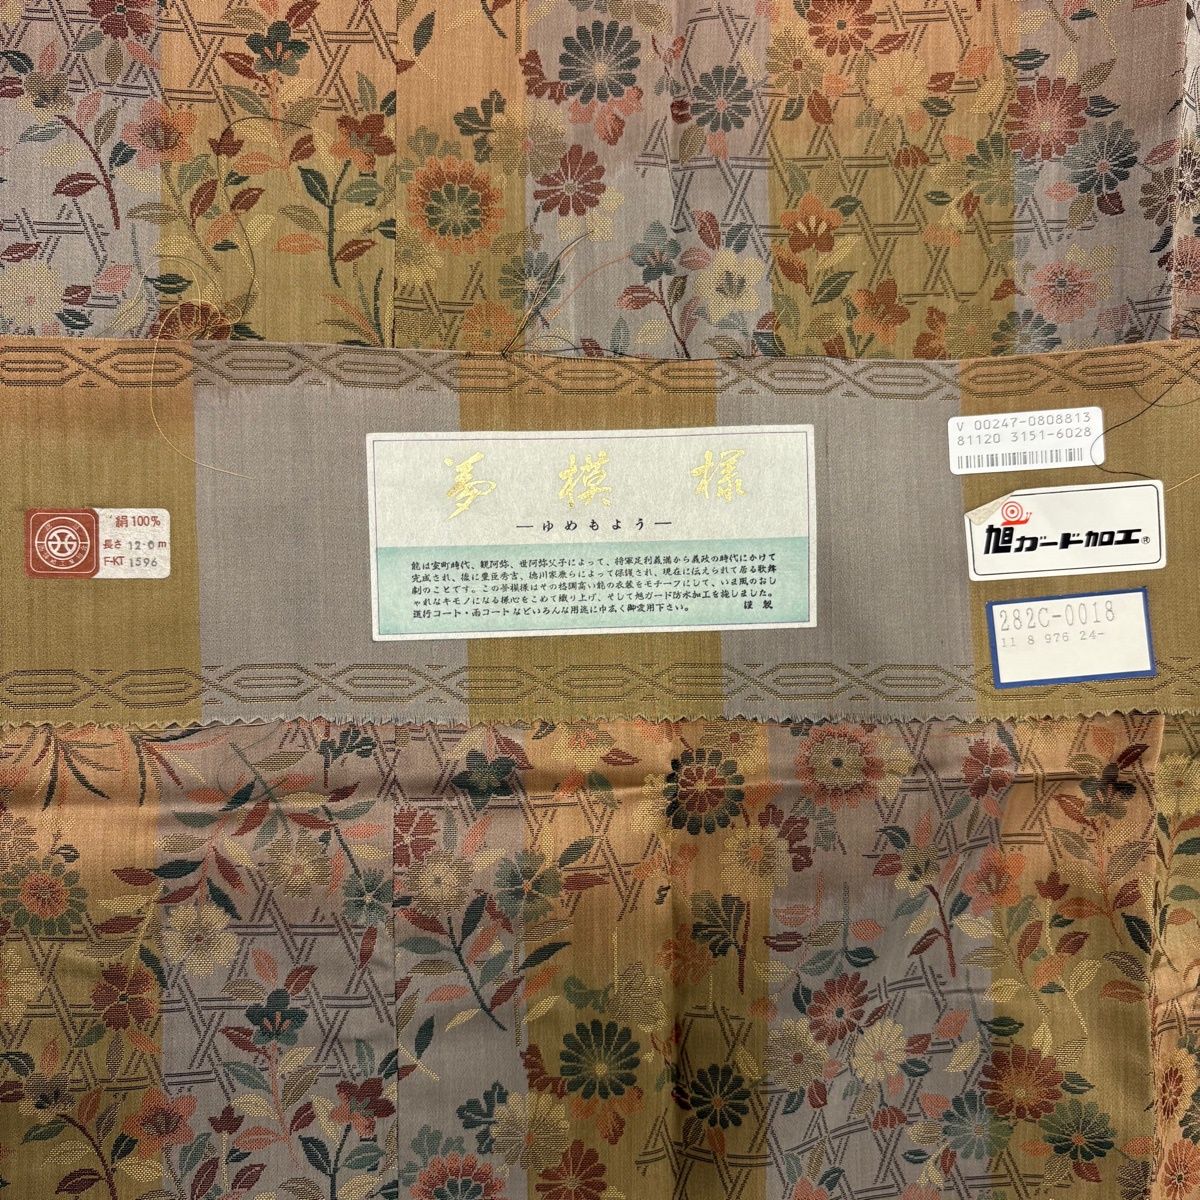 夢模様
―ゆめもよう―
能は室町時代、観阿弥、世阿弥父子によって、将軍足利義満から義政の時代にかけて
完成され、後に豊臣秀吉、徳川家康らによって保護され、現在に伝えられて居る歌舞
劇のことです。この夢模様はその格調高い能の衣装をモチーフにして、いま風のおし
ゃれなキモノになる様心をこめて織り上げ、そして旭ガード防水加工を施しました。
道行コート・雨コートなどいろんな用途に巾広く御愛用下さい。 謹製
絹100%
長さ 12.0m
F-KT 1596
V 00247-0808813
81120 3151-6028
旭ガード加工®
282C-0018
11 8 976 24-